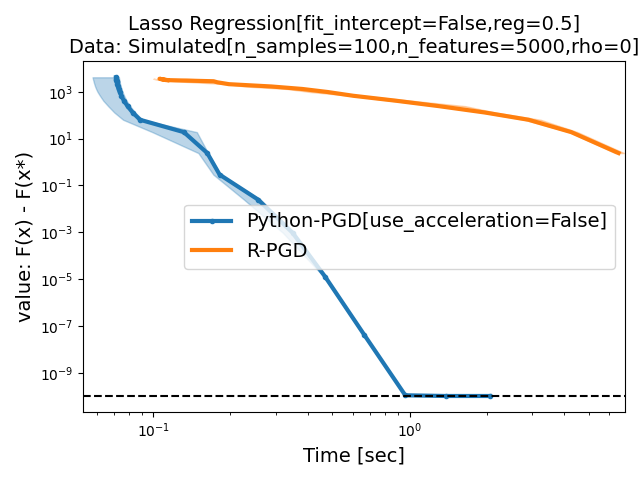 Lasso Regression[fit_intercept=False,reg=0.5]
Data: Simulated[n_samples=100,n_features=5000,rho=0]
value: F(x) - F(x*)
10³
10¹
10⁻¹
10⁻³
10⁻⁵
10⁻⁷
10⁻⁹
Python-PGD[use_acceleration=False]
R-PGD
10⁻¹
10⁰
Time [sec]